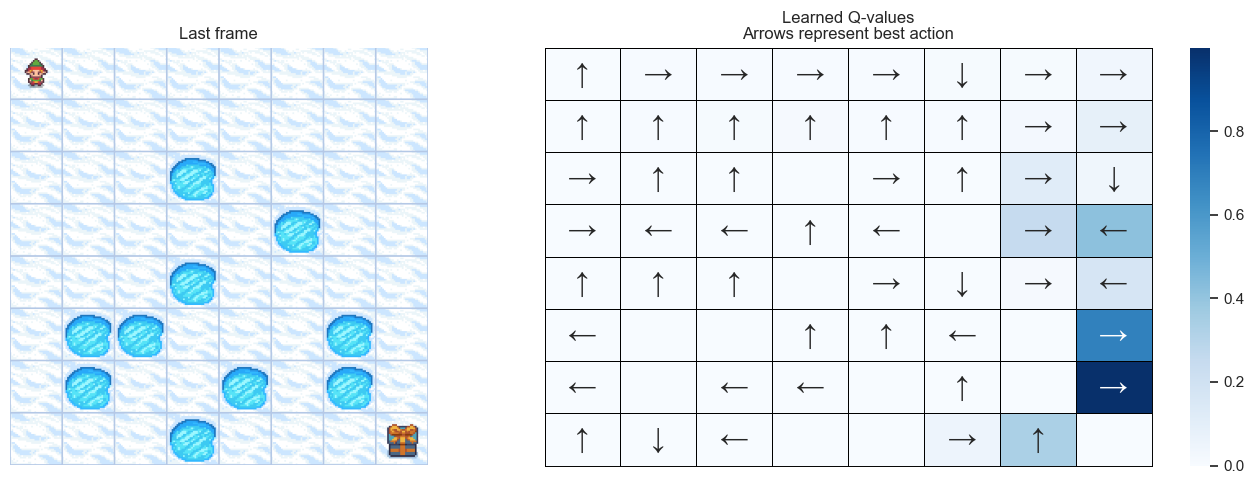 Last frame
Learned Q-values
Arrows represent best action
↑ → → → → ↓ → →
↑ ↑ ↑ ↑ ↑ ↑ → →
→ ↑ ↑ → ↑ → ↓
→ ← ← ↑ ← → ←
↑ ↑ ↑ → ↓ → ←
← ↑ ↑ ← →
← ← ← ↑ →
↑ ↓ ← → ↑
0.8
0.6
0.4
0.2
0.0